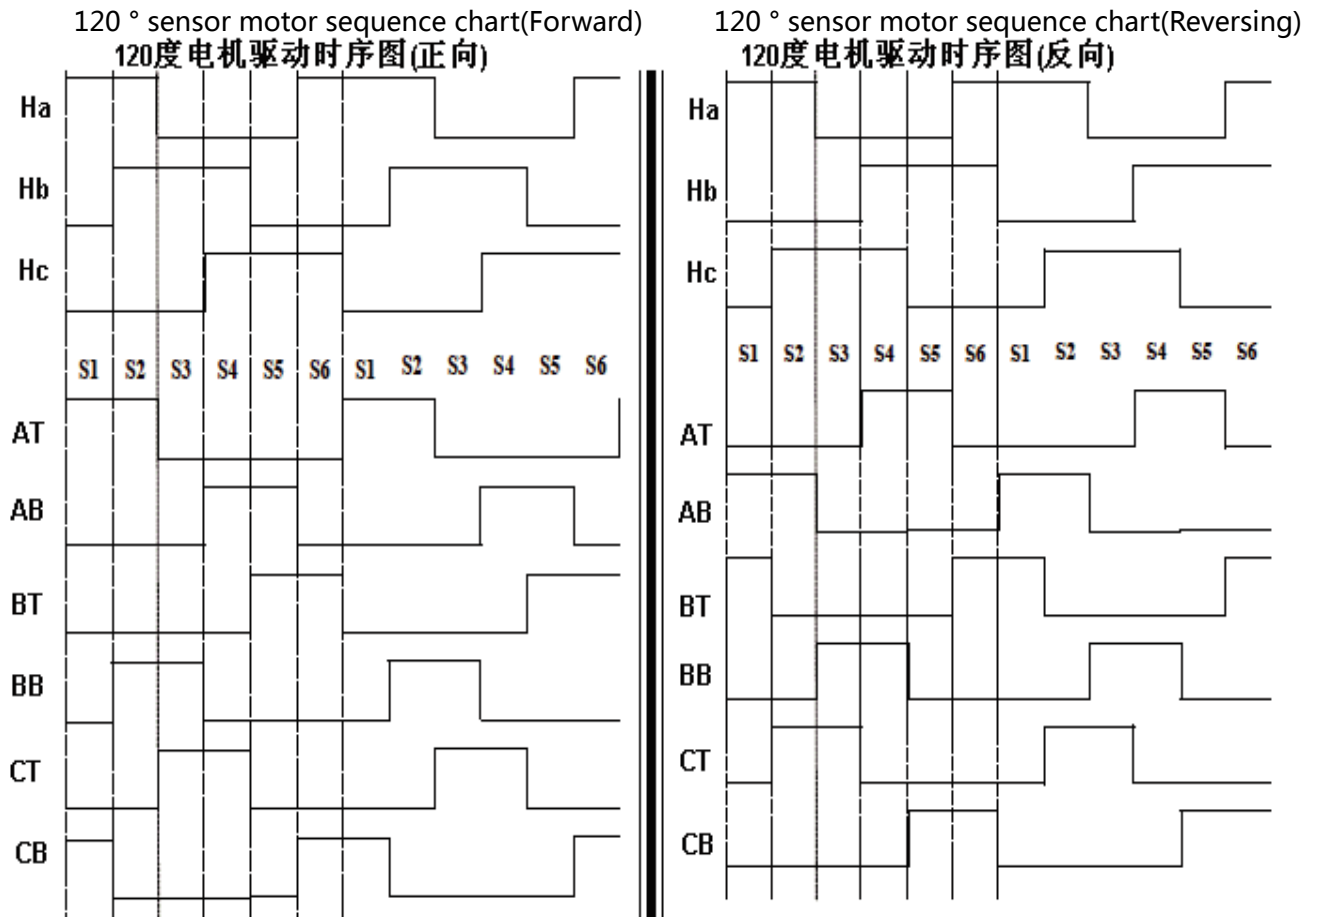 120 ° sensor motor sequence chart(Forward)
120度电机驱动时序图(正向)
Ha
Hb
Hc
S1 S2 S3 S4 S5 S6 S1 S2 S3 S4 S5 S6
AT
AB
BT
BB
CT
CB
120 ° sensor motor sequence chart(Reversing)
120度电机驱动时序图(反向)
Ha
Hb
Hc
S1 S2 S3 S4 S5 S6 S1 S2 S3 S4 S5 S6
AT
AB
BT
BB
CT
CB